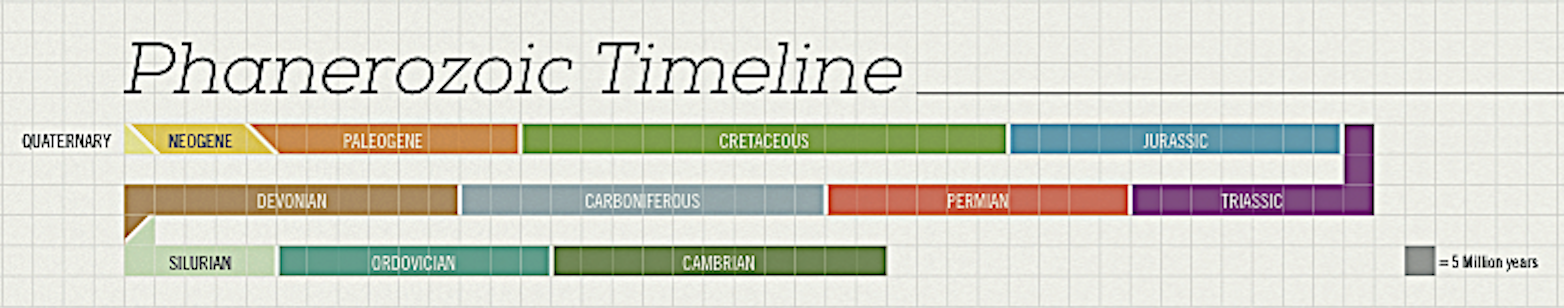 Phanerozoic Timeline
QUATERNARY NEOGENE PALEOGENE CRETACEOUS JURASSIC
DEVONIAN CARBONIFEROUS PERMIAN TRIASSIC
SILURIAN ORDOVICIAN CAMBRIAN = 5 Million years